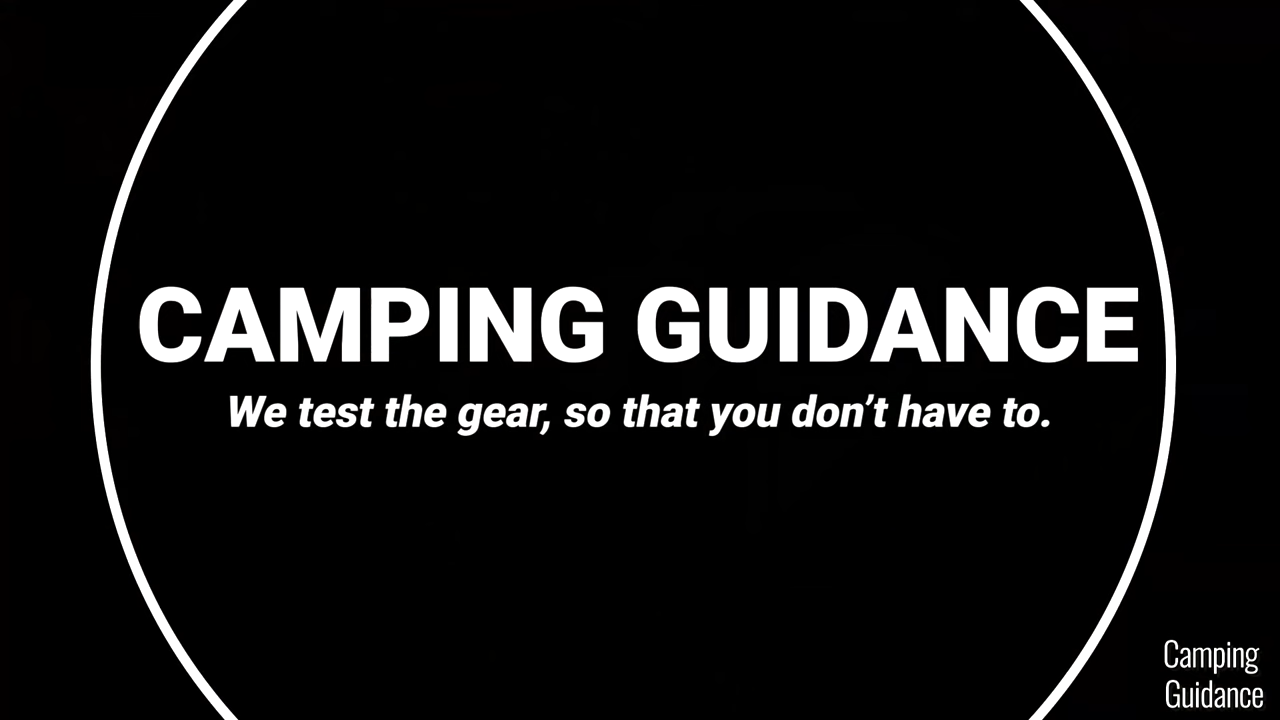 CAMPING GUIDANCE
We test the gear, so that you don’t have to.
Camping
Guidance